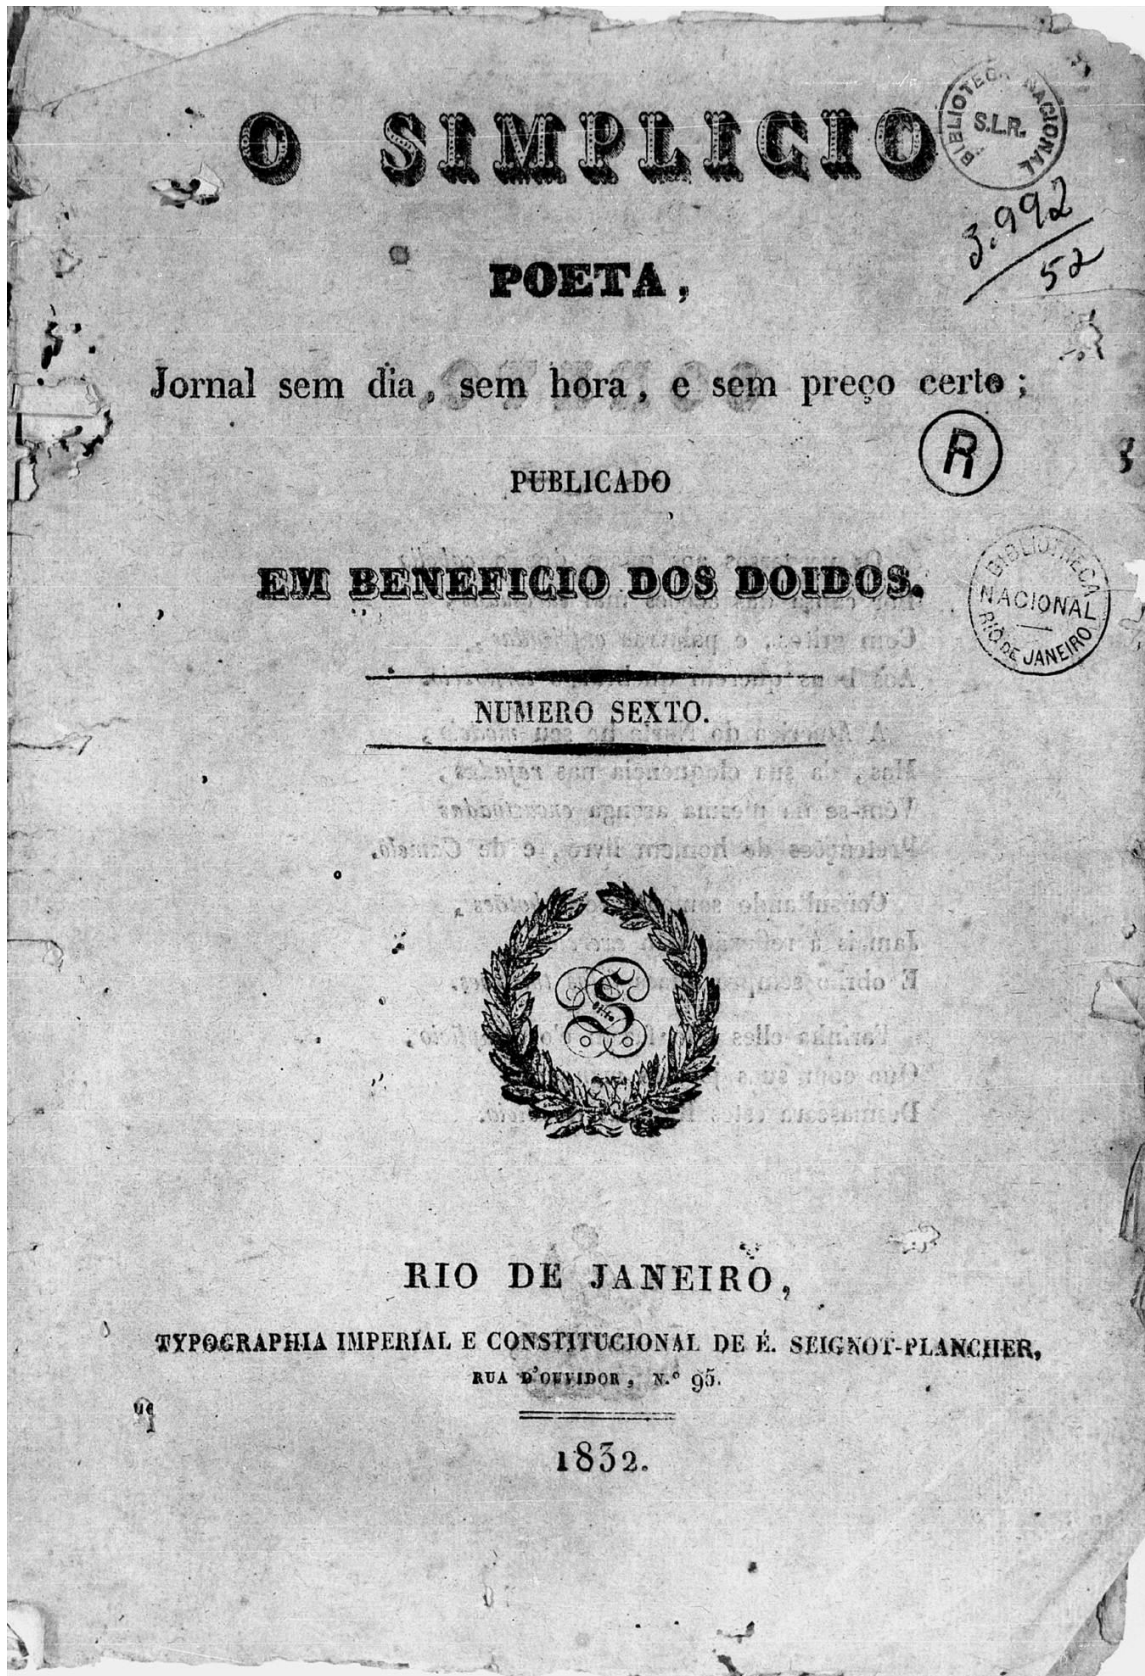 O SIMPLICIO
BIBLIOTECA NACIONAL
S.L.R.
3.992
52
POETA,
Jornal sem dia, sem hora, e sem preço certo;
R
PUBLICADO
EM BENEFICIO DOS DOIDOS.
BIBLIOTHECA
NACIONAL
RIO DE JANEIRO
NUMERO SEXTO.
RIO DE JANEIRO,
TYPOGRAPHIA IMPERIAL E CONSTITUCIONAL DE É. SEIGNOT-PLANCHER,
RUA D'OUVIDOR, N.º 95.
1832.